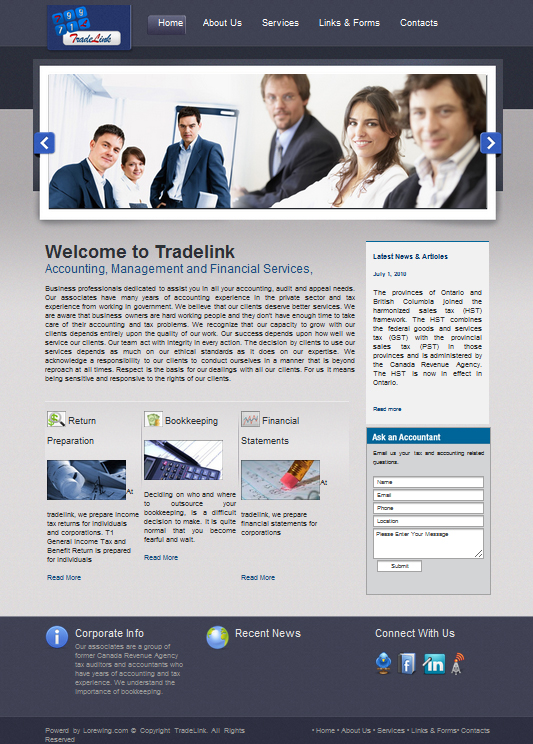 TradeLink
Home About Us Services Links & Forms Contacts
Welcome to Tradelink
Accounting, Management and Financial Services,
Business professionals dedicated to assist you in all your accounting, audit and appeal needs.
Our associates have many years of accounting experience in the private sector and tax
experience from working in government. We believe that our clients deserve better services. We
are aware that business owners are hard working people and they don't have enough time to take
care of their accounting and tax problems. We recognize that our capacity to grow with our
clients depends entirely upon the quality of our work. Our success depends upon how well we
service our clients. Our team act with integrity in every action. The decision by clients to use our
services depends as much on our ethical standards as it does on our expertise. We
acknowledge a responsibility to our clients to conduct ourselves in a manner that is beyond
reproach at all times. Respect is the basis for our dealings with all our clients. For us it means
being sensitive and responsive to the rights of our clients.
Latest News & Articles
July 1, 2010
The provinces of Ontario and
British Columbia joined the
harmonized sales tax (HST)
framework. The HST combines
the federal goods and services
tax (GST) with the provincial
sales tax (PST) in those
provinces and is administered by
the Canada Revenue Agency.
The HST is now in effect in
Ontario.
Read more
Return
Preparation
At
tradelink, we prepare income
tax returns for individuals
and corporations. T1
General Income Tax and
Benefit Return is prepared
for individuals
Read More
Bookkeeping
Deciding on who and where
to outsource your
bookkeeping, is a difficult
decision to make. It is quite
normal that you become
fearful and wait.
Read More
Financial
Statements
At
tradelink, we prepare
financial statements for
corporations
Read More
Ask an Accountant
Email us your tax and accounting related
questions.
Name
Email
Phone
Location
Please Enter Your Message
Submit
Corporate Info
Our associates are a group of
former Canada Revenue Agency
tax auditors and accountants who
have years of accounting and tax
experience. We understand the
importance of bookkeeping.
Recent News
Connect With Us
Powerd by Lorewing.com © Copyright TradeLink. All Rights
Reserved
• Home • About Us • Services • Links & Forms• Contacts